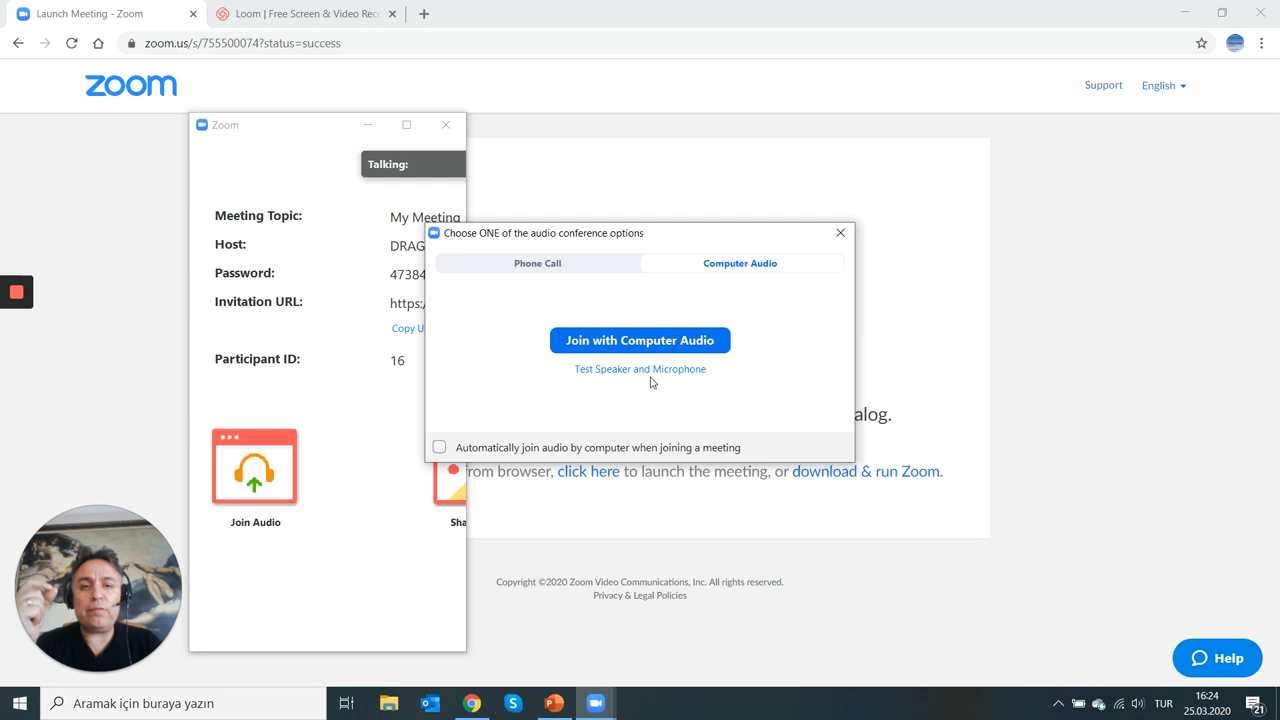 Launch Meeting - Zoom
Loom | Free Screen & Video Rec
zoom.us/s/755500074?status=success
zoom
Support
English
Zoom
Talking:
Meeting Topic:
My Meeting
Host:
DRAG
Password:
47384
Invitation URL:
https:/
Copy U
Participant ID:
16
Join Audio
Sha
Choose ONE of the audio conference options
Phone Call
Computer Audio
Join with Computer Audio
Test Speaker and Microphone
Automatically join audio by computer when joining a meeting
alog.
from browser, click here to launch the meeting, or download & run Zoom.
Copyright ©2020 Zoom Video Communications, Inc. All rights reserved.
Privacy & Legal Policies
Help
Aramak için buraya yazın
TUR
16:24
25.03.2020
21